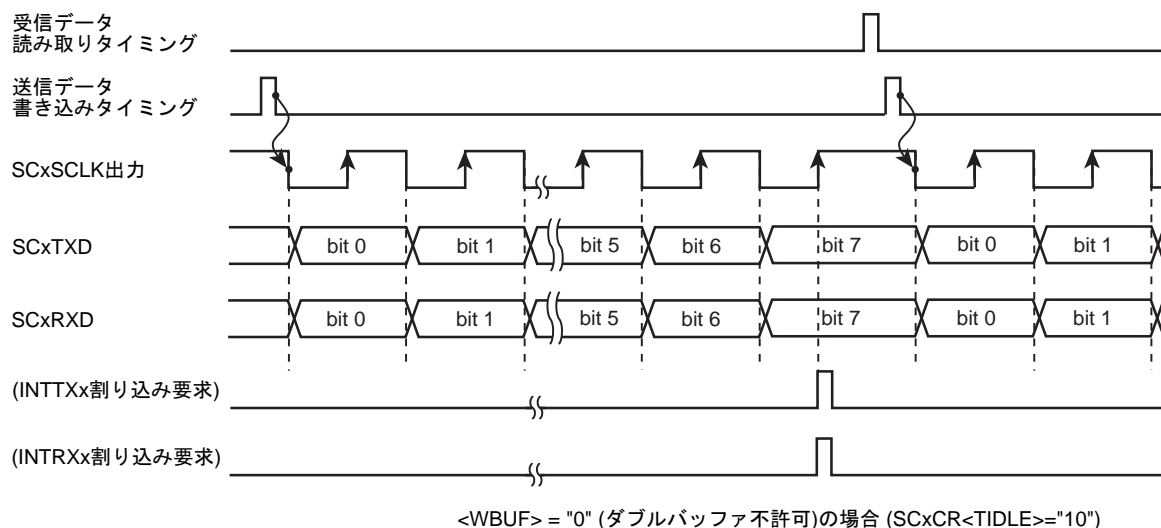 受信データ
読み取りタイミング
送信データ
書き込みタイミング
SCxSCLK出力
SCxTXD
bit 0
bit 1
bit 5
bit 6
bit 7
bit 0
bit 1
SCxRXD
bit 0
bit 1
bit 5
bit 6
bit 7
bit 0
bit 1
(INTTXx割り込み要求)
(INTRXx割り込み要求)
<WBUF> = "0" (ダブルバッファ不許可)の場合 (SCxCR<TIDLE>="10")